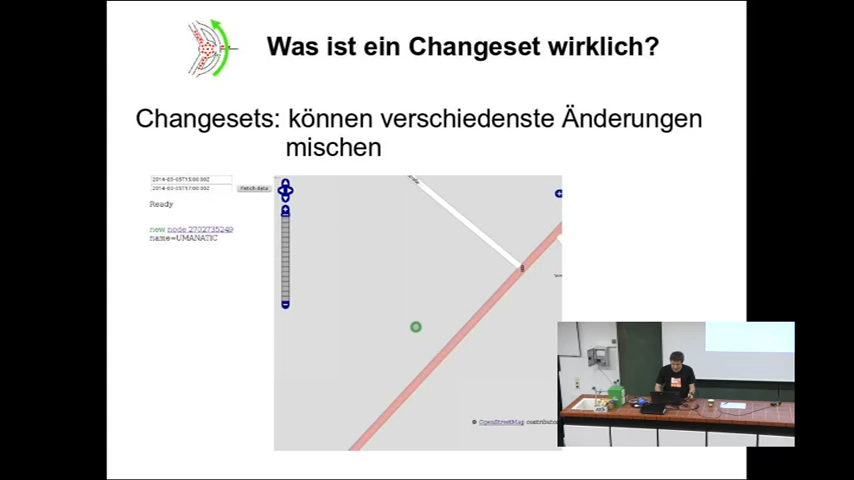 Was ist ein Changeset wirklich?
Changesets: können verschiedenste Änderungen
mischen
2014-03-05T15:00:00Z
2014-03-05T17:00:00Z
Fetch data
Ready
new node 2702735249
name=UMANATIC
© OpenStreetMap contributor